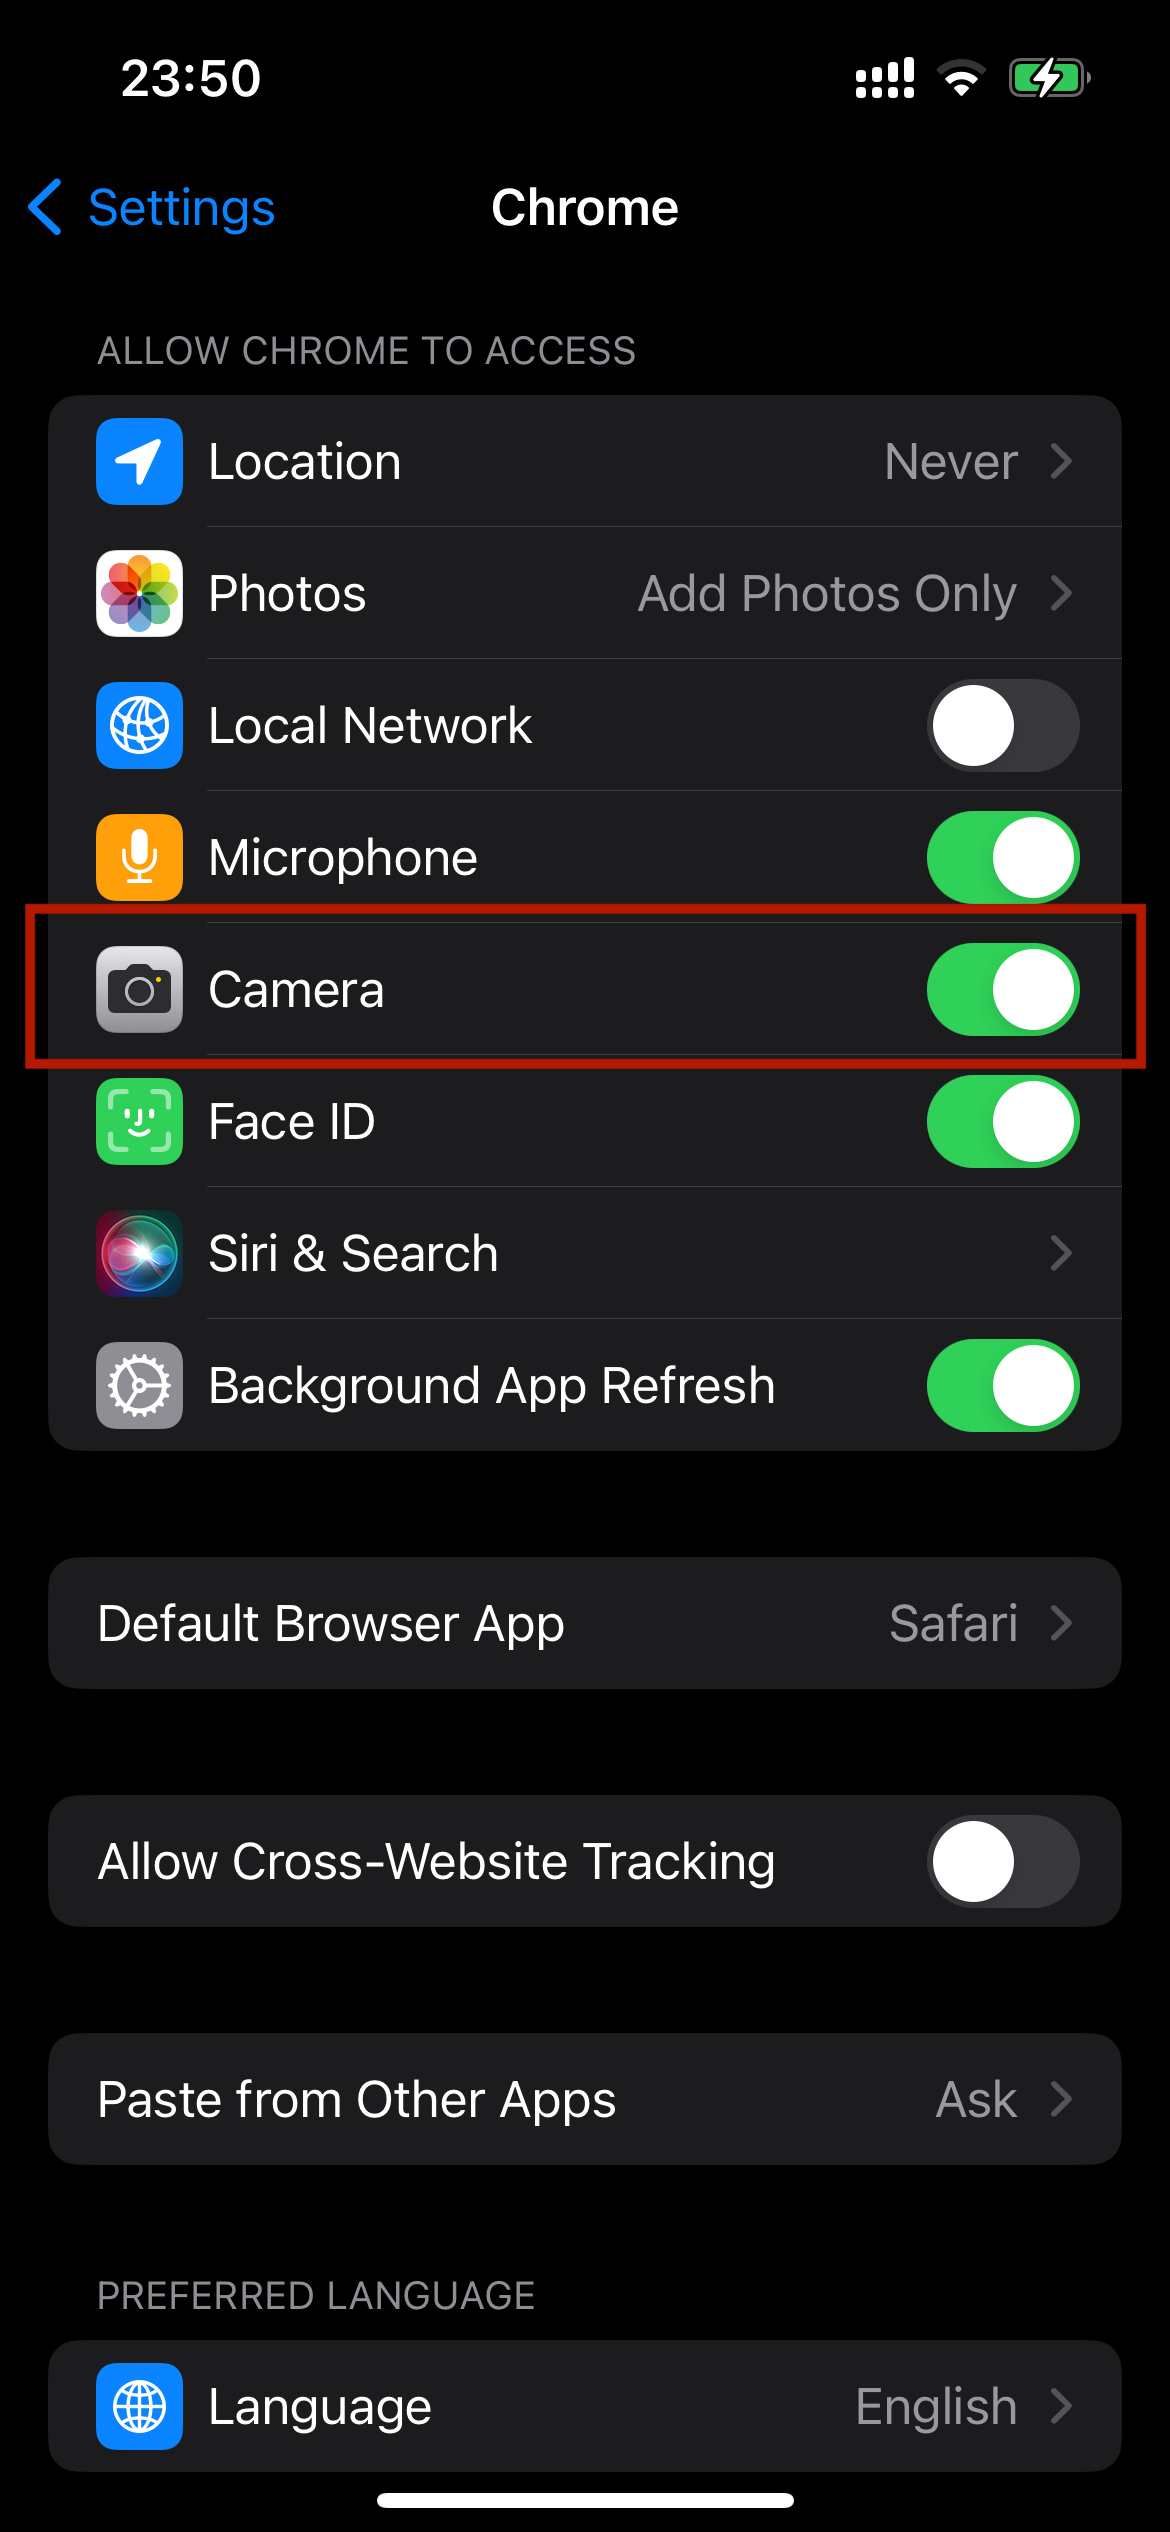 23:50
Settings Chrome
ALLOW CHROME TO ACCESS
Location Never
Photos Add Photos Only
Local Network
Microphone
Camera
Face ID
Siri & Search
Background App Refresh
Default Browser App Safari
Allow Cross-Website Tracking
Paste from Other Apps Ask
PREFERRED LANGUAGE
Language English